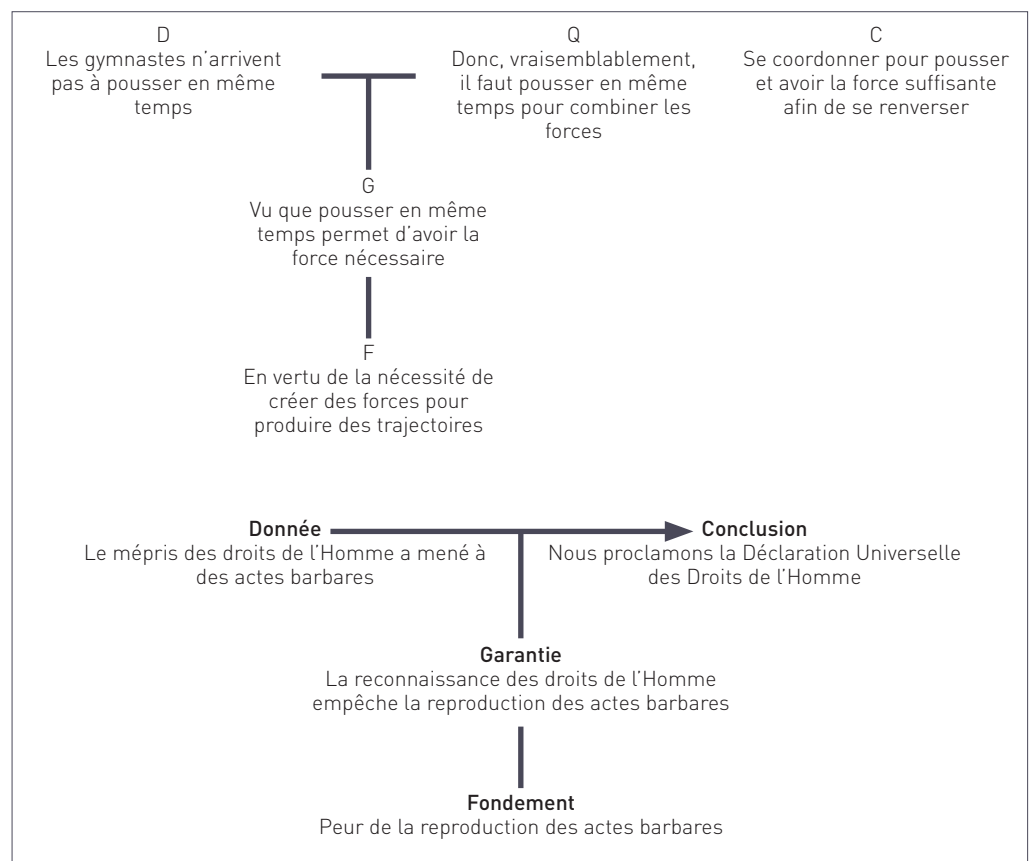 D
Les gymnastes n’arrivent
pas à pousser en même
temps
Q
Donc, vraisemblablement,
il faut pousser en même
temps pour combiner les
forces
C
Se coordonner pour pousser
et avoir la force suffisante
afin de se renverser
G
Vu que pousser en même
temps permet d’avoir la
force nécessaire
F
En vertu de la nécessité de
créer des forces pour
produire des trajectoires
Donnée
Le mépris des droits de l’Homme a mené à
des actes barbares
Conclusion
Nous proclamons la Déclaration Universelle
des Droits de l’Homme
Garantie
La reconnaissance des droits de l’Homme
empêche la reproduction des actes barbares
Fondement
Peur de la reproduction des actes barbares